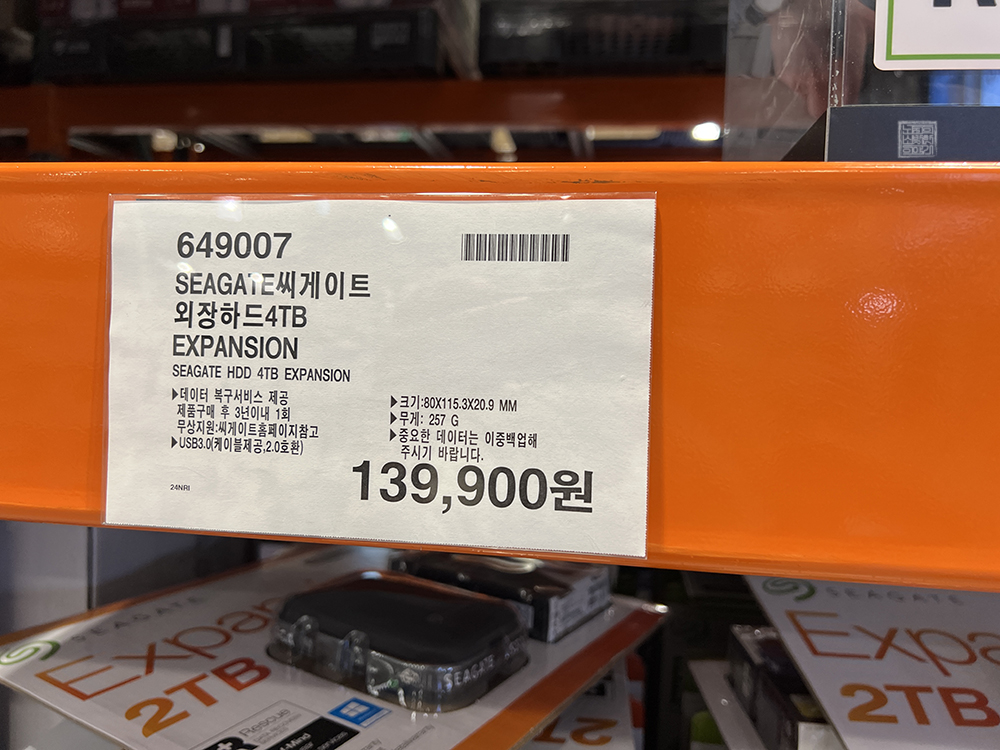 649007
SEAGATE씨게이트
외장하드4TB
EXPANSION
SEAGATE HDD 4TB EXPANSION
▶데이터 복구서비스 제공
제품구매 후 3년이내 1회
무상지원:씨게이트홈페이지참고
▶USB3.0(케이블제공,2.0호환)
▶크기:80X115.3X20.9 MM
▶무게: 257 G
▶중요한 데이터는 이중백업해
주시기 바랍니다.
139,900원
24NRI
SEAGATE
Expan
2TB
SEAGATE
Rescue
SEAGATE
Expa
2TB
2TB